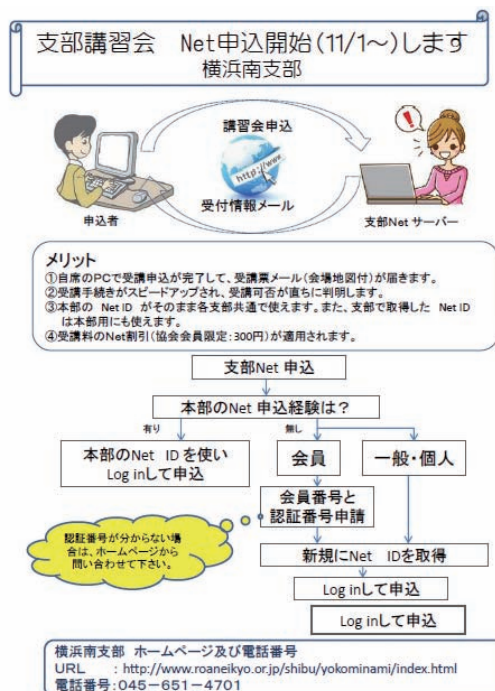 支部講習会　Net申込開始(11/1～)します
横浜南支部
講習会申込
http://www
受付情報メール
申込者
支部Net サーバー
メリット
①自席のPCで受講申込が完了して、受講票メール(会場地図付)が届きます。
②受講手続きがスピードアップされ、受講可否が直ちに判明します。
③本部の Net ID がそのまま各支部共通で使えます。また、支部で取得した Net ID
は本部用にも使えます。
④受講料のNet割引(協会会員限定:300円)が適用されます。
支部Net 申込
本部のNet 申込経験は？
有り
無し
本部のNet　IDを使い
Log inして申込
会員
一般・個人
会員番号と
認証番号申請
認証番号が分からない場
合は、ホームページから
問い合わせて下さい。
新規にNet　IDを取得
Log inして申込
Log inして申込
横浜南支部 ホームページ及び電話番号
URL　：http://www.roaneikyo.or.jp/shibu/yokominami/index.html
電話番号:045－651－4701